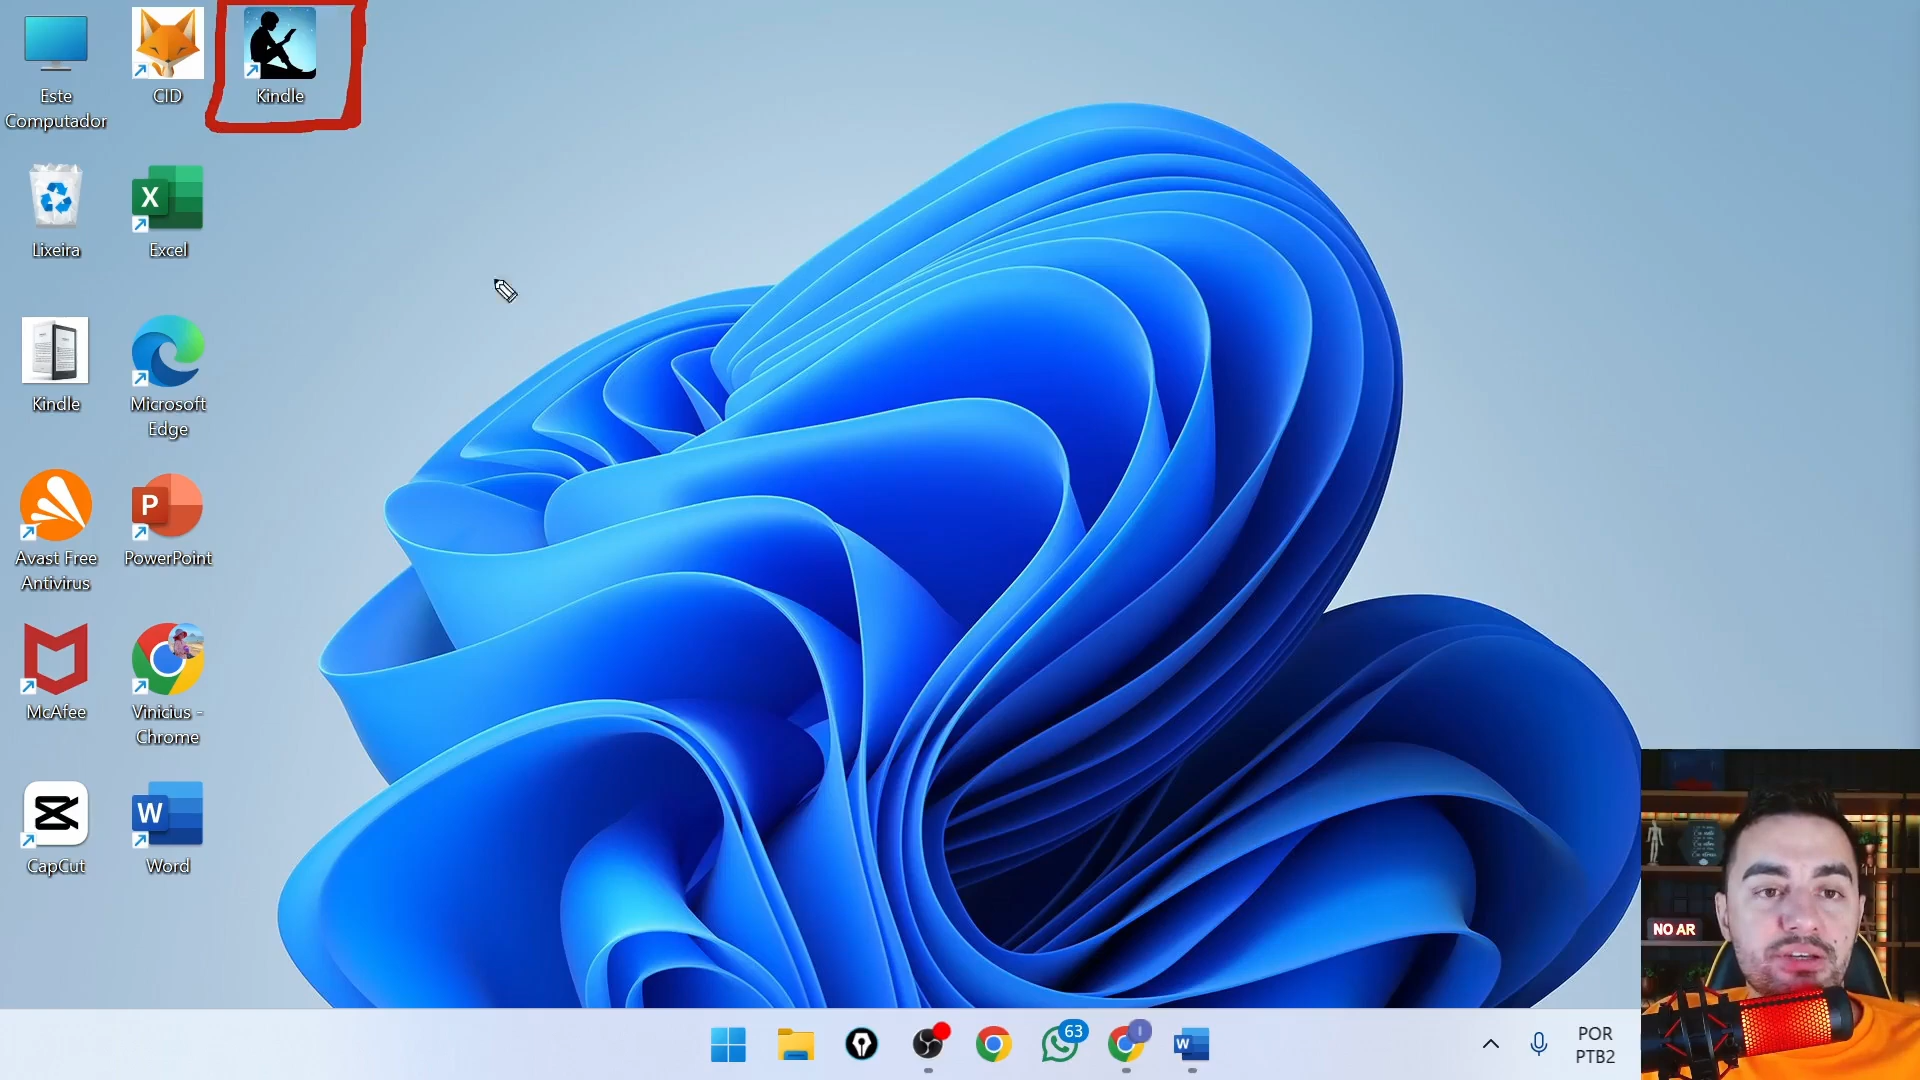 Este
Computador
CID
Kindle
Lixeira
X
Excel
Kindle
Microsoft
Edge
Avast Free
Antivirus
P
PowerPoint
McAfee
Vinicius -
Chrome
CapCut
W
Word
NO AR
63
W
POR
PTB2